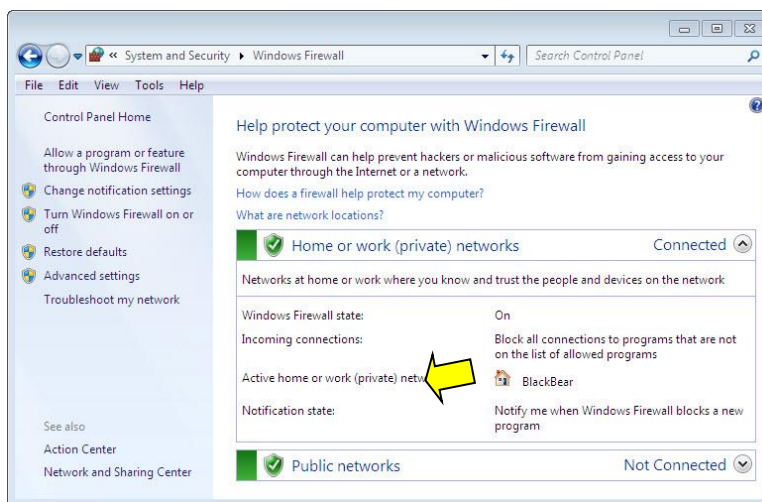 « System and Security ▸ Windows Firewall
Search Control Panel
File Edit View Tools Help
Control Panel Home
Allow a program or feature
through Windows Firewall
Change notification settings
Turn Windows Firewall on or
off
Restore defaults
Advanced settings
Troubleshoot my network
See also
Action Center
Network and Sharing Center
Help protect your computer with Windows Firewall
Windows Firewall can help prevent hackers or malicious software from gaining access to your
computer through the Internet or a network.
How does a firewall help protect my computer?
What are network locations?
Home or work (private) networks Connected
Networks at home or work where you know and trust the people and devices on the network
Windows Firewall state: On
Incoming connections: Block all connections to programs that are not
on the list of allowed programs
Active home or work (private) BlackBear
Notification state: Notify me when Windows Firewall blocks a new
program
Public networks Not Connected